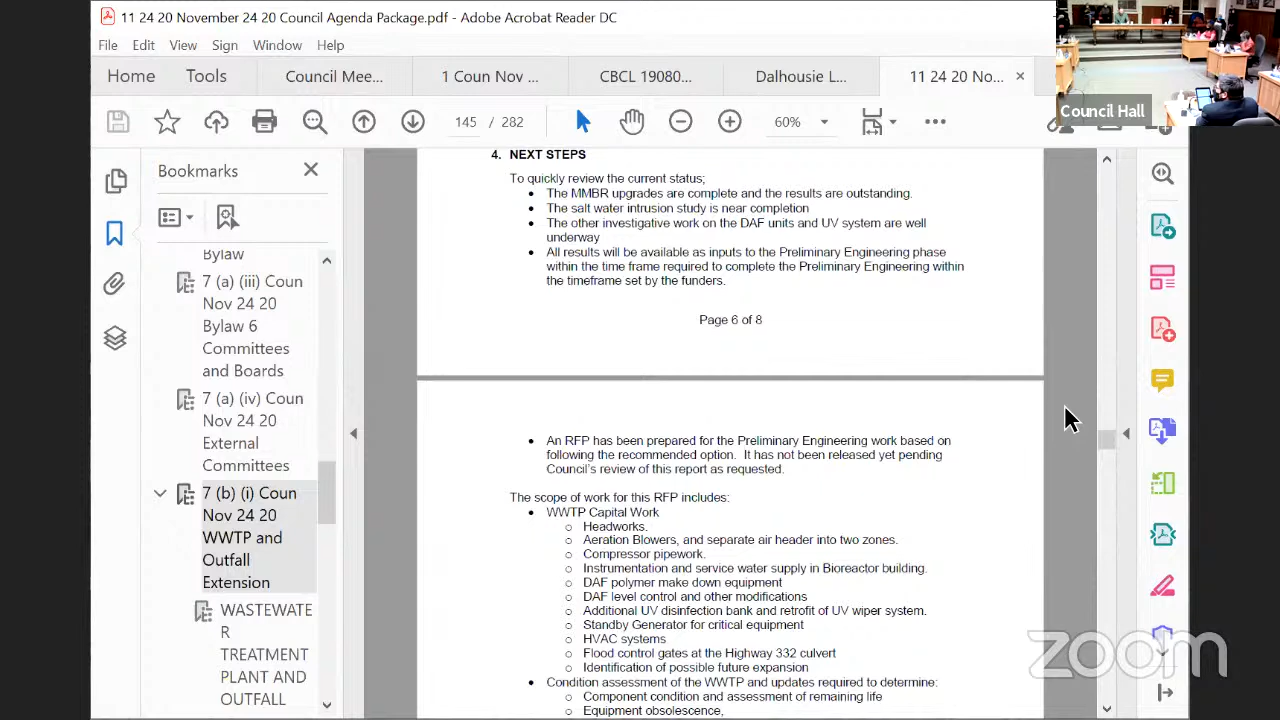 11 24 20 November 24 20 Council Agenda Package.pdf - Adobe Acrobat Reader DC
File Edit View Sign Window Help
Home Tools Council Mee... 1 Coun Nov ... CBCL 19080... Dalhousie L... 11 24 20 No... ×
Council Hall
145 / 282 60%
Bookmarks
Bylaw
7 (a) (iii) Coun
Nov 24 20
Bylaw 6
Committees
and Boards
7 (a) (iv) Coun
Nov 24 20
External
Committees
7 (b) (i) Coun
Nov 24 20
WWTP and
Outfall
Extension
WASTEWATE
R
TREATMENT
PLANT AND
OUTFALL
4. NEXT STEPS
To quickly review the current status;
• The MMBR upgrades are complete and the results are outstanding.
• The salt water intrusion study is near completion
• The other investigative work on the DAF units and UV system are well
underway
• All results will be available as inputs to the Preliminary Engineering phase
within the time frame required to complete the Preliminary Engineering within
the timeframe set by the funders.
Page 6 of 8
• An RFP has been prepared for the Preliminary Engineering work based on
following the recommended option. It has not been released yet pending
Council's review of this report as requested.
The scope of work for this RFP includes:
• WWTP Capital Work
o Headworks.
o Aeration Blowers, and separate air header into two zones.
o Compressor pipework.
o Instrumentation and service water supply in Bioreactor building.
o DAF polymer make down equipment
o DAF level control and other modifications
o Additional UV disinfection bank and retrofit of UV wiper system.
o Standby Generator for critical equipment
o HVAC systems
o Flood control gates at the Highway 332 culvert
o Identification of possible future expansion
• Condition assessment of the WWTP and updates required to determine:
o Component condition and assessment of remaining life
o Equipment obsolescence,
zoom